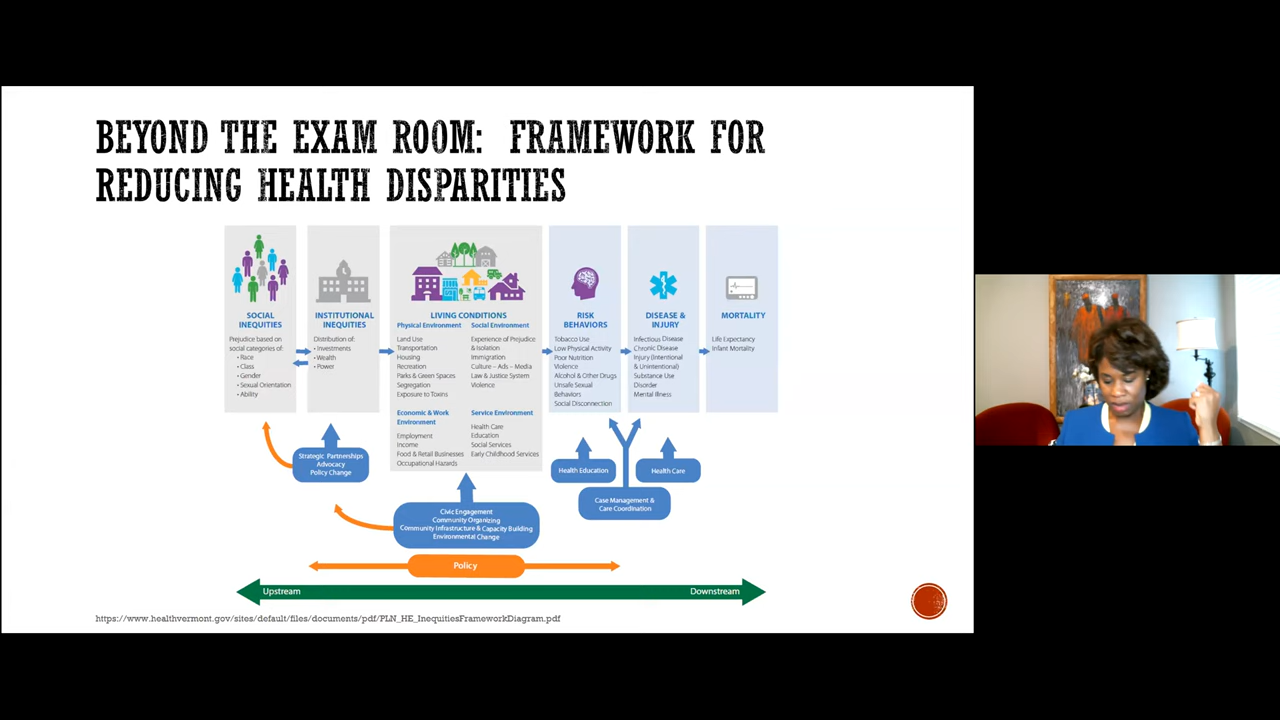 BEYOND THE EXAM ROOM: FRAMEWORK FOR
REDUCING HEALTH DISPARITIES
SOCIAL
INEQUITIES
Prejudice based on
social categories of:
• Race
• Class
• Gender
• Sexual Orientation
• Ability
INSTITUTIONAL
INEQUITIES
Distribution of:
• Investments
• Wealth
• Power
LIVING CONDITIONS
Physical Environment
Land Use
Transportation
Housing
Recreation
Parks & Green Spaces
Segregation
Exposure to Toxins
Social Environment
Experience of Prejudice
& Isolation
Immigration
Culture – Ads – Media
Law & Justice System
Violence
Economic & Work
Environment
Employment
Income
Food & Retail Businesses
Occupational Hazards
Service Environment
Health Care
Education
Social Services
Early Childhood Services
RISK
BEHAVIORS
Tobacco Use
Low Physical Activity
Poor Nutrition
Violence
Alcohol & Other Drugs
Unsafe Sexual
Behaviors
Social Disconnection
DISEASE &
INJURY
Infectious Disease
Chronic Disease
Injury (Intentional
& Unintentional)
Substance Use
Disorder
Mental Illness
MORTALITY
Life Expectancy
Infant Mortality
Strategic Partnerships
Advocacy
Policy Change
Civic Engagement
Community Organizing
Community Infrastructure & Capacity Building
Environmental Change
Health Education
Health Care
Case Management &
Care Coordination
Policy
Upstream
Downstream
https://www.healthvermont.gov/sites/default/files/documents/pdf/PLN_HE_InequitiesFrameworkDiagram.pdf